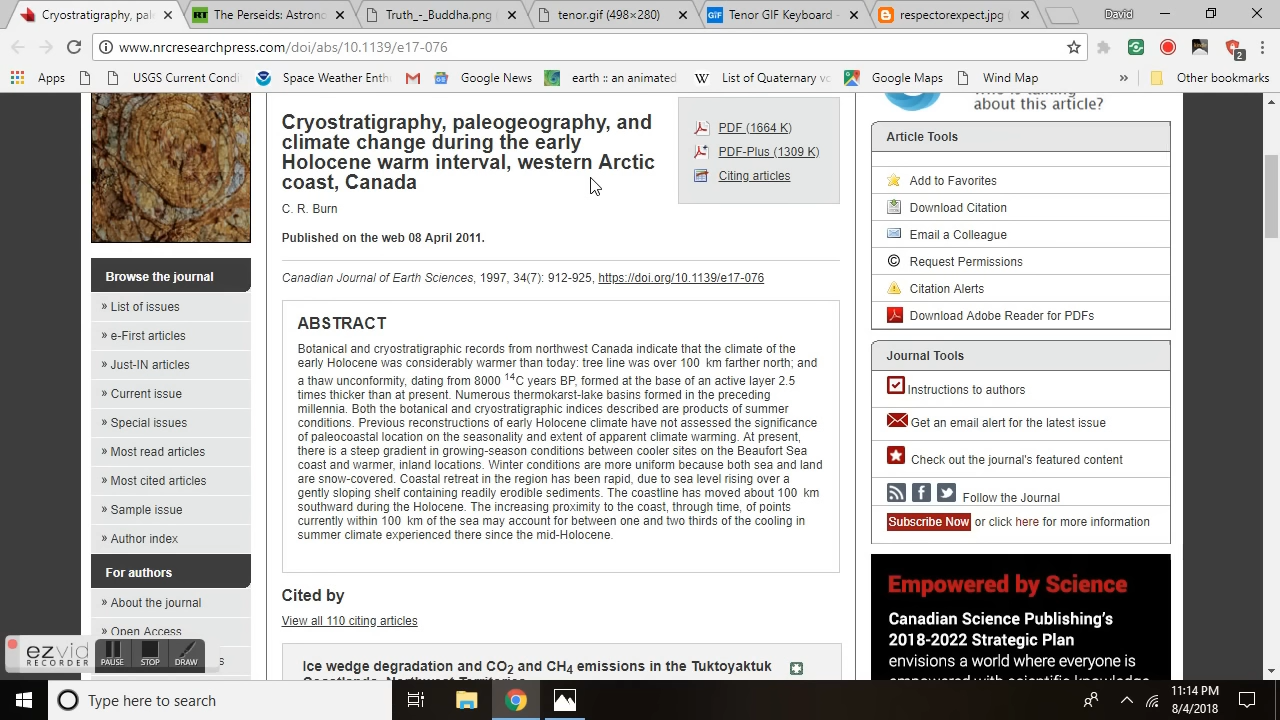 Cryostratigraphy, pal
The Perseids: Astrono
Truth_-_Buddha.png
tenor.gif (498×280)
GIF
Tenor GIF Keyboard -
respectorexpect.jpg
David
www.nrcresearchpress.com/doi/abs/10.1139/e17-076
2
Apps
USGS Current Condi
Space Weather Enth
Google News
earth :: an animated
List of Quaternary vo
Google Maps
Wind Map
»
Other bookmarks
Cryostratigraphy, paleogeography, and
climate change during the early
Holocene warm interval, western Arctic
coast, Canada
C. R. Burn
Published on the web 08 April 2011.
Canadian Journal of Earth Sciences, 1997, 34(7): 912-925, https://doi.org/10.1139/e17-076
PDF (1664 K)
PDF-Plus (1309 K)
Citing articles
ABSTRACT
Botanical and cryostratigraphic records from northwest Canada indicate that the climate of the
early Holocene was considerably warmer than today: tree line was over 100 km farther north; and
a thaw unconformity, dating from 8000 14C years BP, formed at the base of an active layer 2.5
times thicker than at present. Numerous thermokarst-lake basins formed in the preceding
millennia. Both the botanical and cryostratigraphic indices described are products of summer
conditions. Previous reconstructions of early Holocene climate have not assessed the significance
of paleocoastal location on the seasonality and extent of apparent climate warming. At present,
there is a steep gradient in growing-season conditions between cooler sites on the Beaufort Sea
coast and warmer, inland locations. Winter conditions are more uniform because both sea and land
are snow-covered. Coastal retreat in the region has been rapid, due to sea level rising over a
gently sloping shelf containing readily erodible sediments. The coastline has moved about 100 km
southward during the Holocene. The increasing proximity to the coast, through time, of points
currently within 100 km of the sea may account for between one and two thirds of the cooling in
summer climate experienced there since the mid-Holocene.
Cited by
View all 110 citing articles
Ice wedge degradation and CO2 and CH4 emissions in the Tuktoyaktuk
Coastlands, Northwest Territories
Browse the journal
» List of issues
» e-First articles
» Just-IN articles
» Current issue
» Special issues
» Most read articles
» Most cited articles
» Sample issue
» Author index
For authors
» About the journal
» Open Access
about this article?
Article Tools
Add to Favorites
Download Citation
Email a Colleague
Request Permissions
Citation Alerts
Download Adobe Reader for PDFs
Journal Tools
Instructions to authors
Get an email alert for the latest issue
Check out the journal's featured content
Follow the Journal
Subscribe Now or click here for more information
Empowered by Science
Canadian Science Publishing's
2018-2022 Strategic Plan
envisions a world where everyone is
empowered with scientific knowledge
ezvid
RECORDER
PAUSE
STOP
DRAW
Type here to search
11:14 PM
8/4/2018